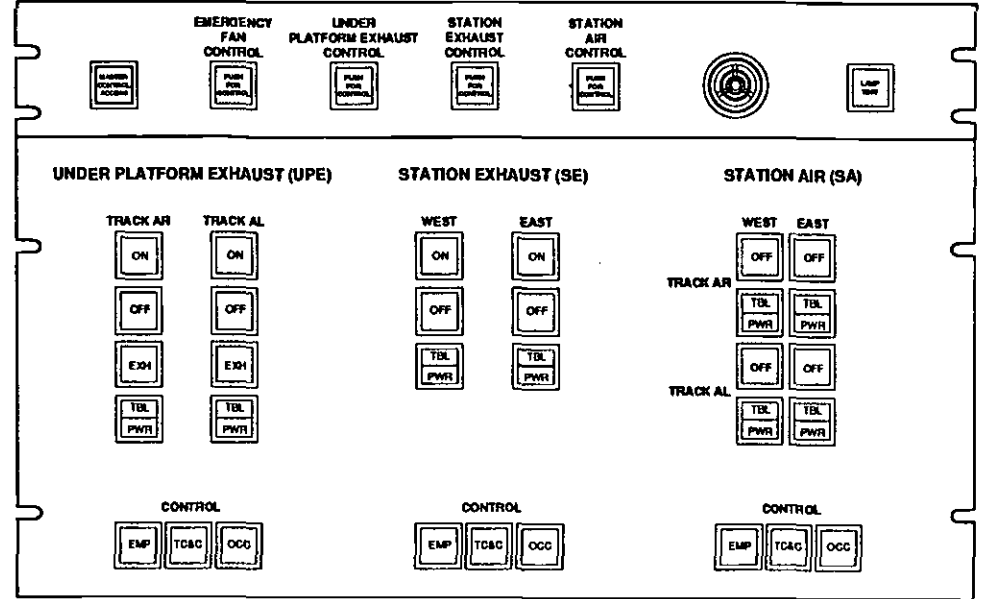 EMERGENCY
FAN
CONTROL
UNDER
PLATFORM EXHAUST
CONTROL
STATION
EXHAUST
CONTROL
STATION
AIR
CONTROL
MASTER
CONTROL
ACCESS
PUSH
FOR
CONTROL
PUSH
FOR
CONTROL
PUSH
FOR
CONTROL
PUSH
FOR
CONTROL
LAMP
TEST
UNDER PLATFORM EXHAUST (UPE)
TRACK AR TRACK AL
ON ON
OFF OFF
EXH EXH
TBL TBL
PWR PWR
CONTROL
EMP TC&C OCC
STATION EXHAUST (SE)
WEST EAST
ON ON
OFF OFF
TBL TBL
PWR PWR
CONTROL
EMP TC&C OCC
STATION AIR (SA)
WEST EAST
OFF OFF
TRACK AR
TBL TBL
PWR PWR
OFF OFF
TRACK AL
TBL TBL
PWR PWR
CONTROL
EMP TC&C OCC